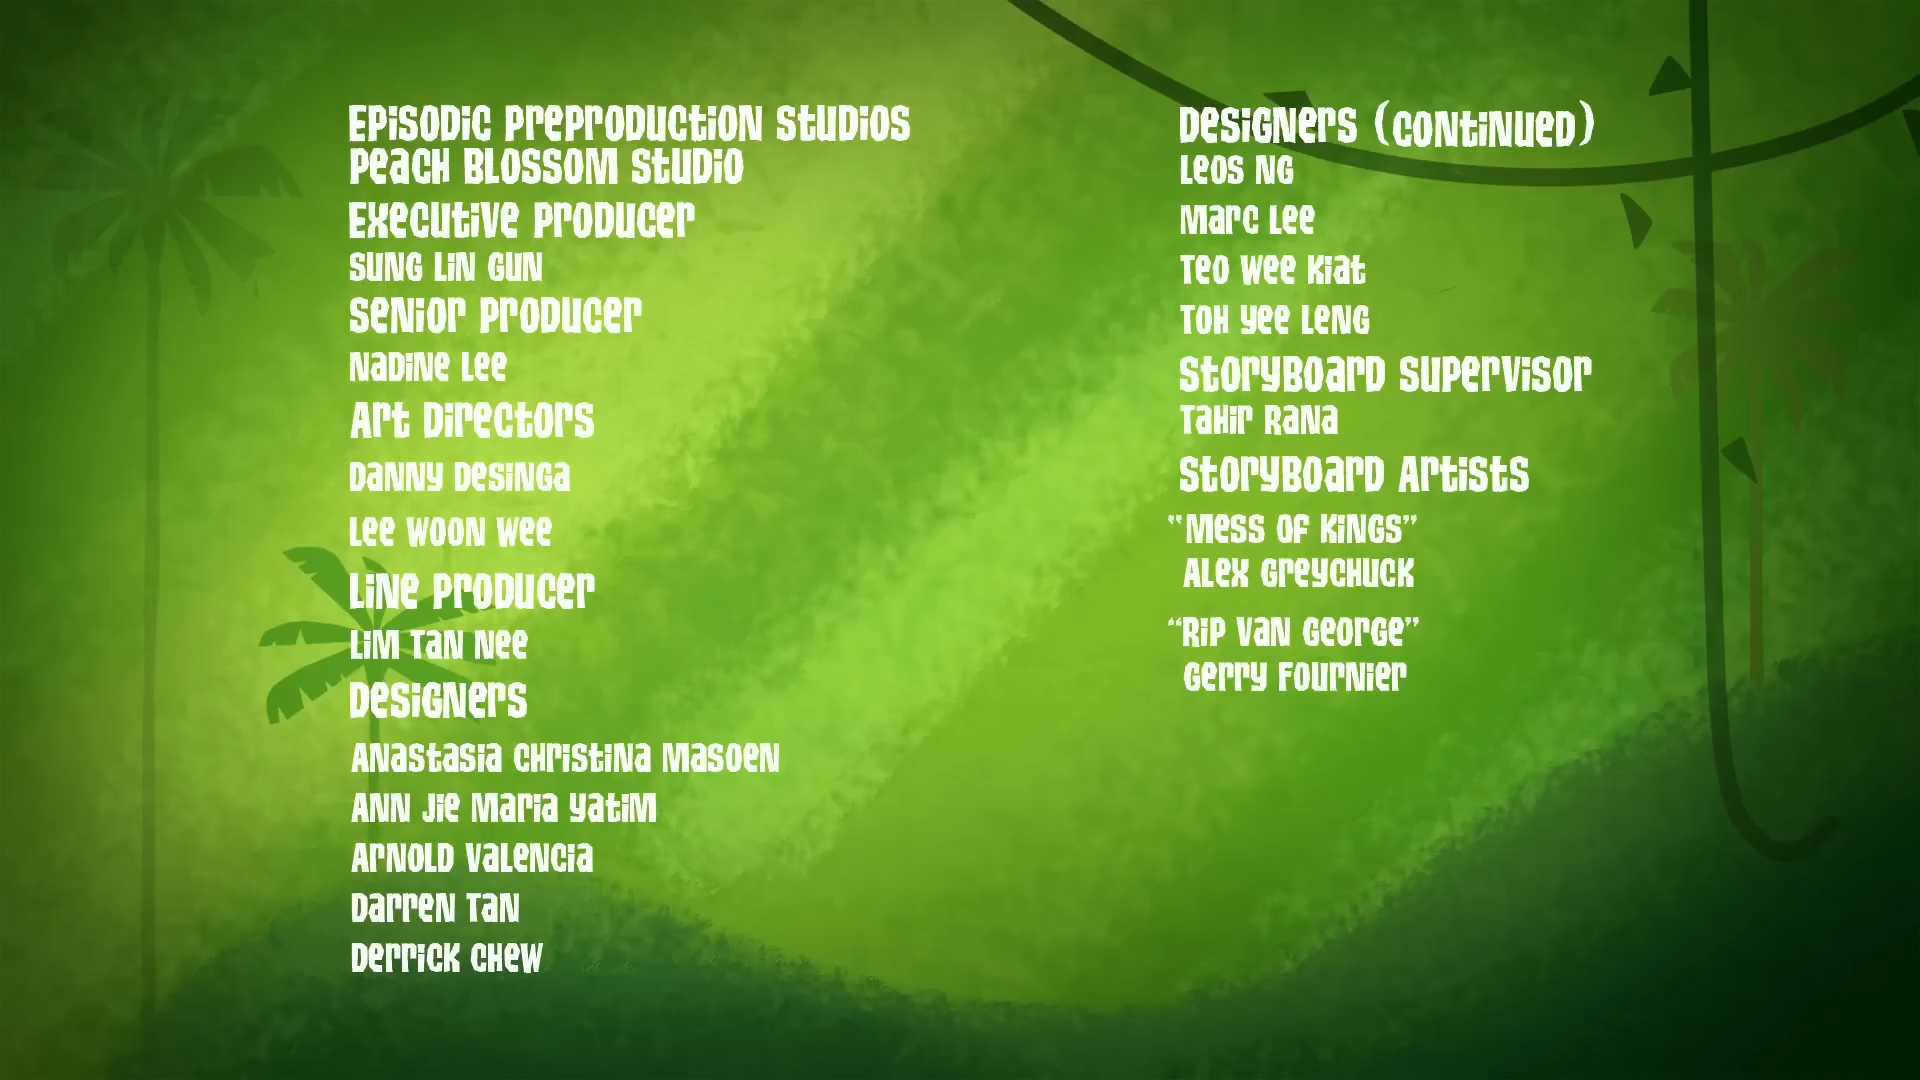 Episodic Preproduction Studios
Peach Blossom Studio
Executive Producer
Sung Lin Gun
Senior Producer
Nadine Lee
Art Directors
Danny Desinga
Lee Woon Wee
Line Producer
Lim Tan Nee
Designers
Anastasia Christina Masoen
Ann Jie Maria Yatim
Arnold Valencia
Darren Tan
Derrick Chew
Designers (Continued)
Leos Ng
Marc Lee
Teo Wee Kiat
Toh Yee Leng
Storyboard Supervisor
Tahir Rana
Storyboard Artists
“Mess of Kings”
Alex Greychuck
“Rip Van George”
Gerry Fournier